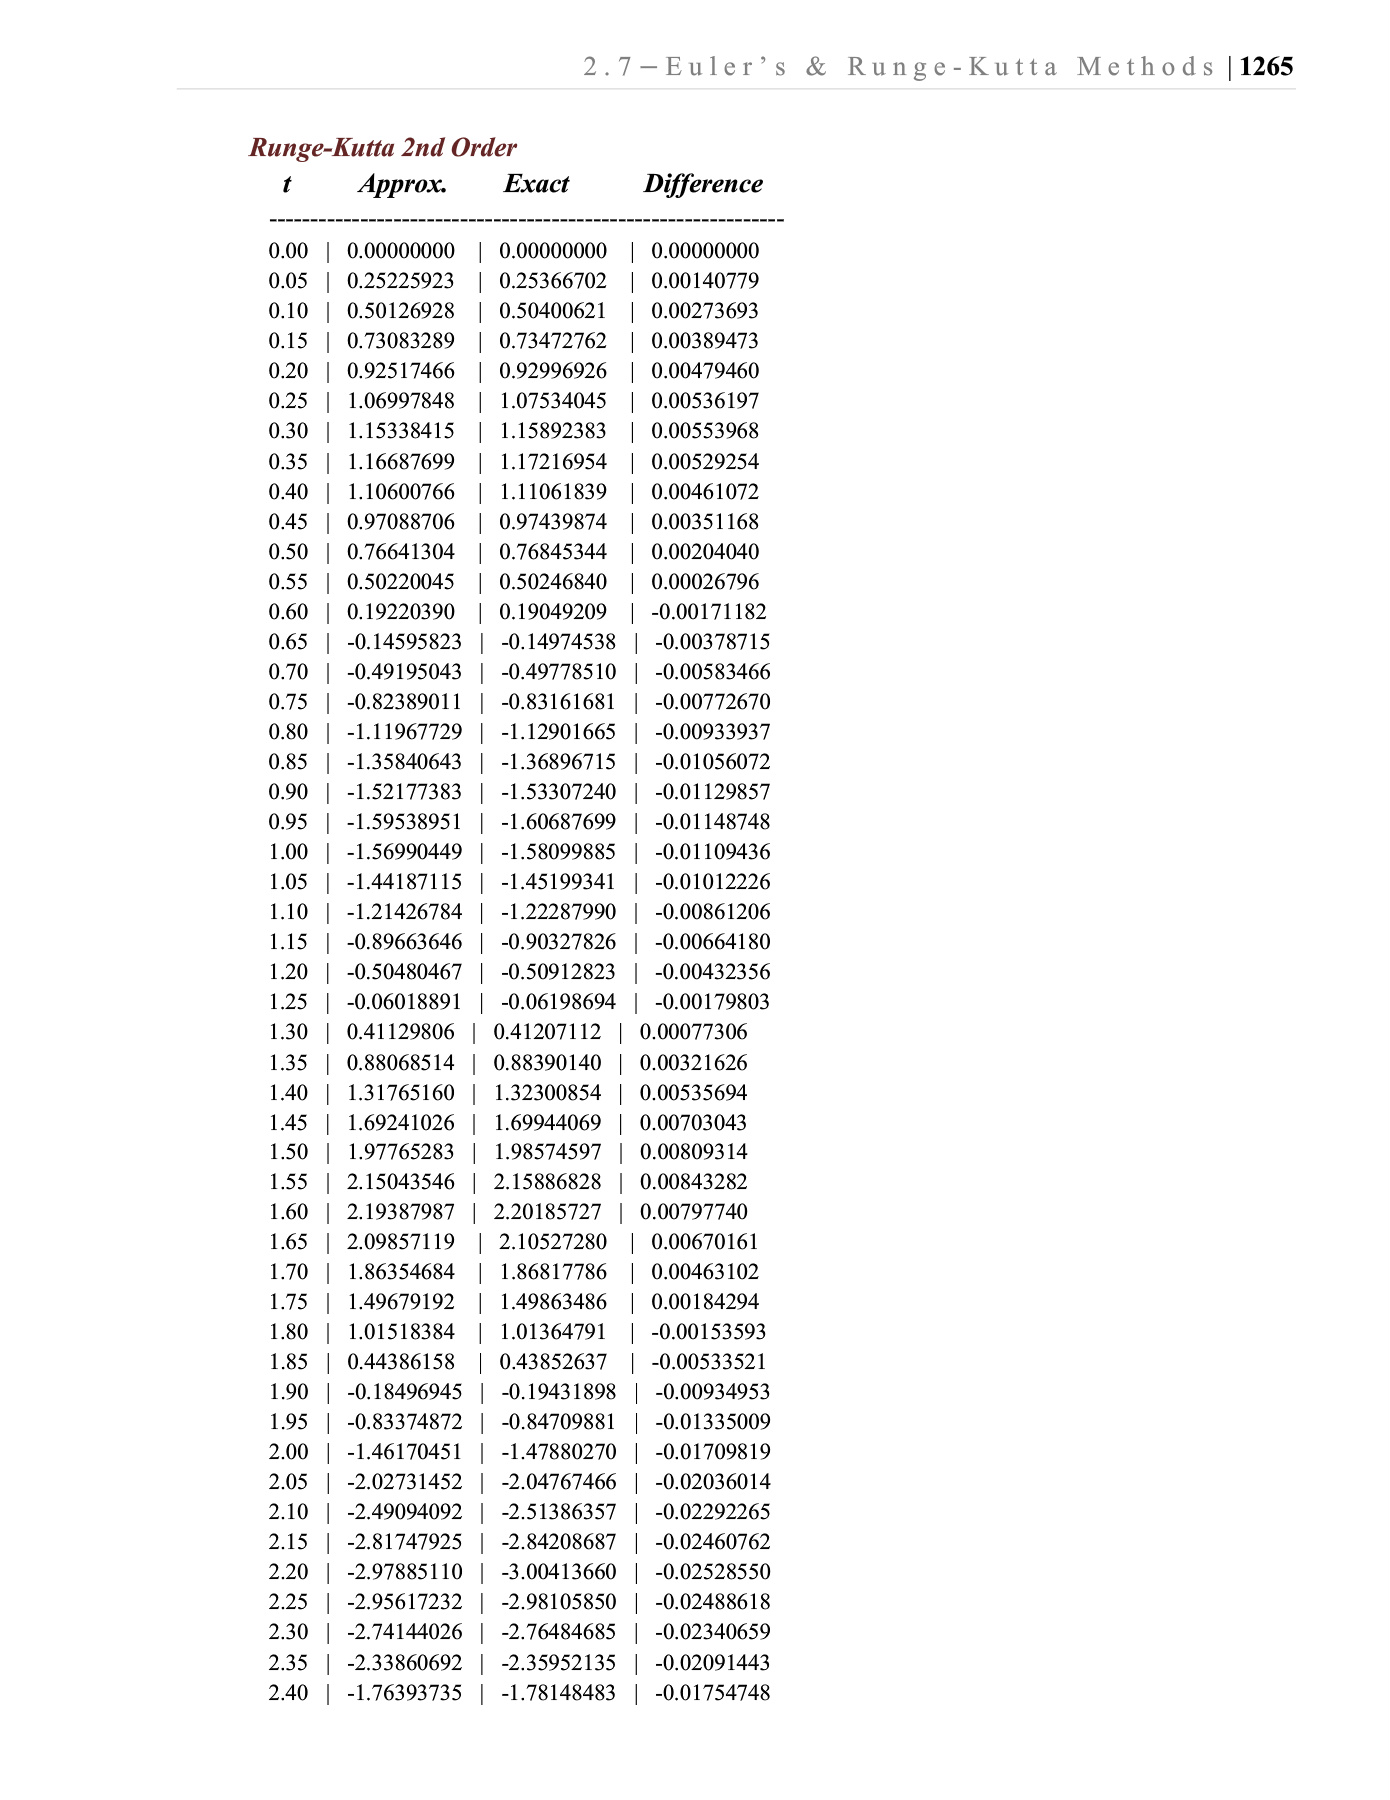 2.7–Euler's & Runge-Kutta Methods |1265
Runge-Kutta 2nd Order
t Approx. Exact Difference
---------------------------------------------------------------
0.00 | 0.00000000 | 0.00000000 | 0.00000000
0.05 | 0.25225923 | 0.25366702 | 0.00140779
0.10 | 0.50126928 | 0.50400621 | 0.00273693
0.15 | 0.73083289 | 0.73472762 | 0.00389473
0.20 | 0.92517466 | 0.92996926 | 0.00479460
0.25 | 1.06997848 | 1.07534045 | 0.00536197
0.30 | 1.15338415 | 1.15892383 | 0.00553968
0.35 | 1.16687699 | 1.17216954 | 0.00529254
0.40 | 1.10600766 | 1.11061839 | 0.00461072
0.45 | 0.97088706 | 0.97439874 | 0.00351168
0.50 | 0.76641304 | 0.76845344 | 0.00204040
0.55 | 0.50220045 | 0.50246840 | 0.00026796
0.60 | 0.19220390 | 0.19049209 | -0.00171182
0.65 | -0.14595823 | -0.14974538 | -0.00378715
0.70 | -0.49195043 | -0.49778510 | -0.00583466
0.75 | -0.82389011 | -0.83161681 | -0.00772670
0.80 | -1.11967729 | -1.12901665 | -0.00933937
0.85 | -1.35840643 | -1.36896715 | -0.01056072
0.90 | -1.52177383 | -1.53307240 | -0.01129857
0.95 | -1.59538951 | -1.60687699 | -0.01148748
1.00 | -1.56990449 | -1.58099885 | -0.01109436
1.05 | -1.44187115 | -1.45199341 | -0.01012226
1.10 | -1.21426784 | -1.22287990 | -0.00861206
1.15 | -0.89663646 | -0.90327826 | -0.00664180
1.20 | -0.50480467 | -0.50912823 | -0.00432356
1.25 | -0.06018891 | -0.06198694 | -0.00179803
1.30 | 0.41129806 | 0.41207112 | 0.00077306
1.35 | 0.88068514 | 0.88390140 | 0.00321626
1.40 | 1.31765160 | 1.32300854 | 0.00535694
1.45 | 1.69241026 | 1.69944069 | 0.00703043
1.50 | 1.97765283 | 1.98574597 | 0.00809314
1.55 | 2.15043546 | 2.15886828 | 0.00843282
1.60 | 2.19387987 | 2.20185727 | 0.00797740
1.65 | 2.09857119 | 2.10527280 | 0.00670161
1.70 | 1.86354684 | 1.86817786 | 0.00463102
1.75 | 1.49679192 | 1.49863486 | 0.00184294
1.80 | 1.01518384 | 1.01364791 | -0.00153593
1.85 | 0.44386158 | 0.43852637 | -0.00533521
1.90 | -0.18496945 | -0.19431898 | -0.00934953
1.95 | -0.83374872 | -0.84709881 | -0.01335009
2.00 | -1.46170451 | -1.47880270 | -0.01709819
2.05 | -2.02731452 | -2.04767466 | -0.02036014
2.10 | -2.49094092 | -2.51386357 | -0.02292265
2.15 | -2.81747925 | -2.84208687 | -0.02460762
2.20 | -2.97885110 | -3.00413660 | -0.02528550
2.25 | -2.95617232 | -2.98105850 | -0.02488618
2.30 | -2.74144026 | -2.76484685 | -0.02340659
2.35 | -2.33860692 | -2.35952135 | -0.02091443
2.40 | -1.76393735 | -1.78148483 | -0.01754748